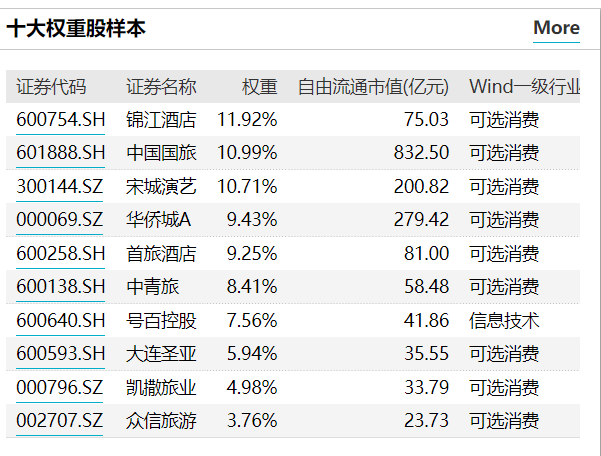 十大权重股样本 More
证券代码 证券名称 权重 自由流通市值(亿元) Wind一级行业
600754.SH 锦江酒店 11.92% 75.03 可选消费
601888.SH 中国国旅 10.99% 832.50 可选消费
300144.SZ 宋城演艺 10.71% 200.82 可选消费
000069.SZ 华侨城A 9.43% 279.42 可选消费
600258.SH 首旅酒店 9.25% 81.00 可选消费
600138.SH 中青旅 8.41% 58.48 可选消费
600640.SH 号百控股 7.56% 41.86 信息技术
600593.SH 大连圣亚 5.94% 35.55 可选消费
000796.SZ 凯撒旅业 4.98% 33.79 可选消费
002707.SZ 众信旅游 3.76% 23.73 可选消费